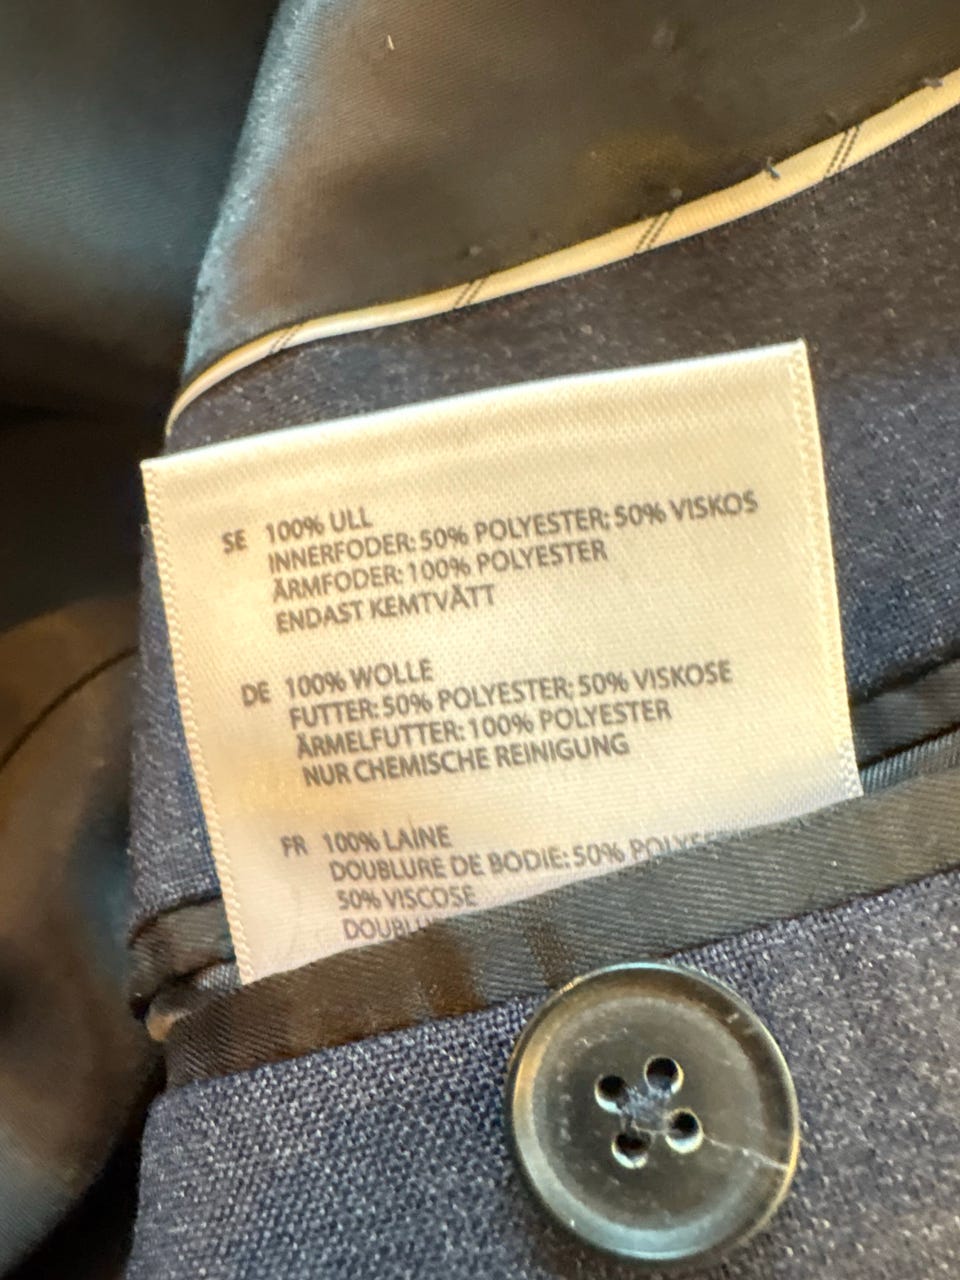 SE 100% ULL
INNERFODER: 50% POLYESTER; 50% VISKOS
ÄRMFODER: 100% POLYESTER
ENDAST KEMTVÄTT
DE 100% WOLLE
FUTTER: 50% POLYESTER; 50% VISKOSE
ÄRMELFUTTER: 100% POLYESTER
NUR CHEMISCHE REINIGUNG
FR 100% LAINE
DOUBLURE DE BODIE: 50%
50% VISCOSE